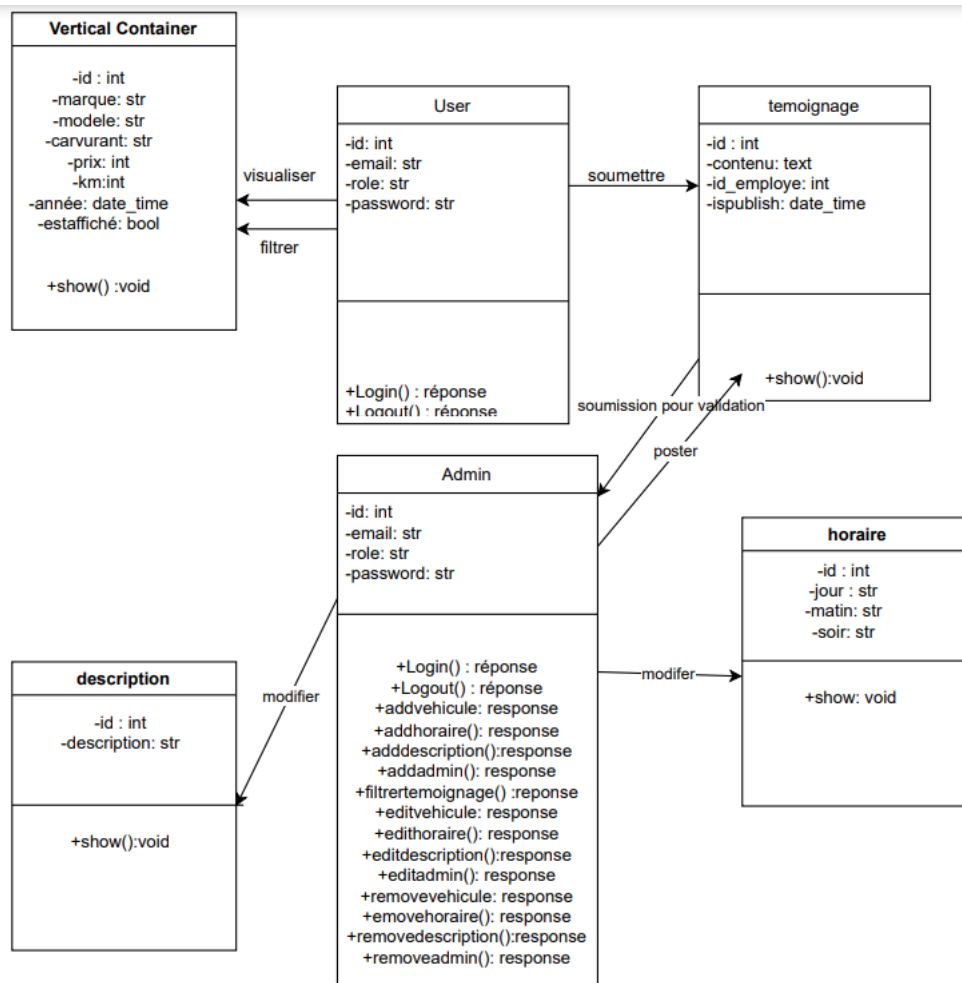 Vertical Container
-id : int
-marque: str
-modele: str
-carvurant: str
-prix: int
-km:int
-année: date_time
-estaffiché: bool
+show() :void
visualiser
filtrer
User
-id: int
-email: str
-role: str
-password: str
+Login() : réponse
+Logout() : réponse
soumettre
temoignage
-id : int
-contenu: text
-id_employe: int
-ispublish: date_time
+show():void
soumission pour validation
poster
Admin
-id: int
-email: str
-role: str
-password: str
+Login() : réponse
+Logout() : réponse
+addvehicule: response
+addhoraire(): response
+adddescription():response
+addadmin(): response
+filtrertemoignage() :reponse
+editvehicule: response
+edithoraire(): response
+editdescription():response
+editadmin(): response
+removevehicule: response
+emovehoraire(): response
+removedescription():response
+removeadmin(): response
modifier
description
-id : int
-description: str
+show():void
modifer
horaire
-id : int
-jour : str
-matin: str
-soir: str
+show: void